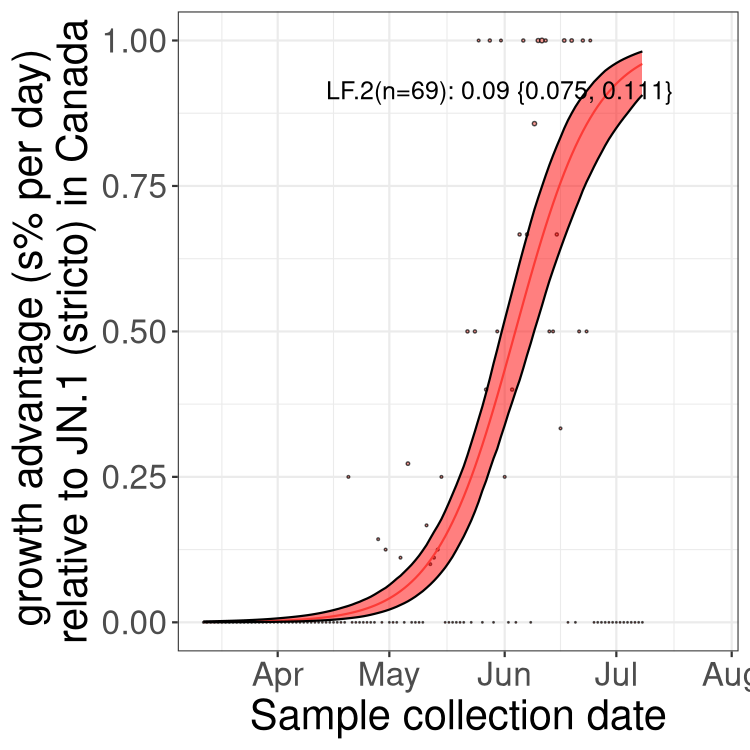 growth advantage (s% per day)
relative to JN.1 (stricto) in Canada
1.00
0.75
0.50
0.25
0.00
LF.2(n=69): 0.09 {0.075, 0.111}
Apr May Jun Jul Aug
Sample collection date